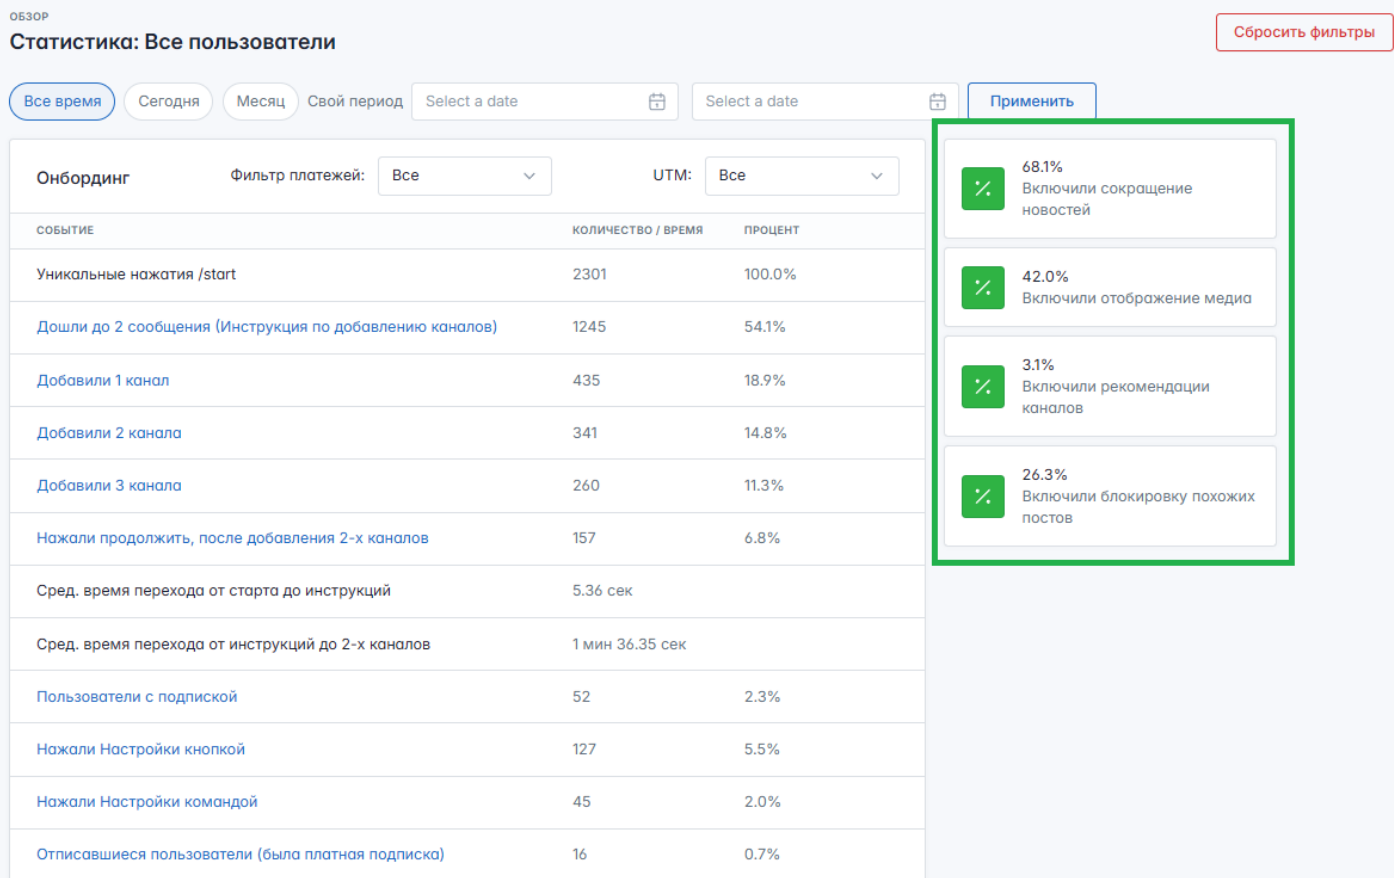 ОБЗОР
Статистика: Все пользователи
Сбросить фильтры
Все время
Сегодня
Месяц
Свой период
Select a date
Select a date
Применить
Онбординг
Фильтр платежей:
Все
UTM:
Все
СОБЫТИЕ КОЛИЧЕСТВО / ВРЕМЯ ПРОЦЕНТ
Уникальные нажатия /start 2301 100.0%
Дошли до 2 сообщения (Инструкция по добавлению каналов) 1245 54.1%
Добавили 1 канал 435 18.9%
Добавили 2 канала 341 14.8%
Добавили 3 канала 260 11.3%
Нажали продолжить, после добавления 2-х каналов 157 6.8%
Сред. время перехода от старта до инструкций 5.36 сек
Сред. время перехода от инструкций до 2-х каналов 1 мин 36.35 сек
Пользователи с подпиской 52 2.3%
Нажали Настройки кнопкой 127 5.5%
Нажали Настройки командой 45 2.0%
Отписавшиеся пользователи (была платная подписка) 16 0.7%
68.1%
Включили сокращение
новостей
42.0%
Включили отображение медиа
3.1%
Включили рекомендации
каналов
26.3%
Включили блокировку похожих
постов